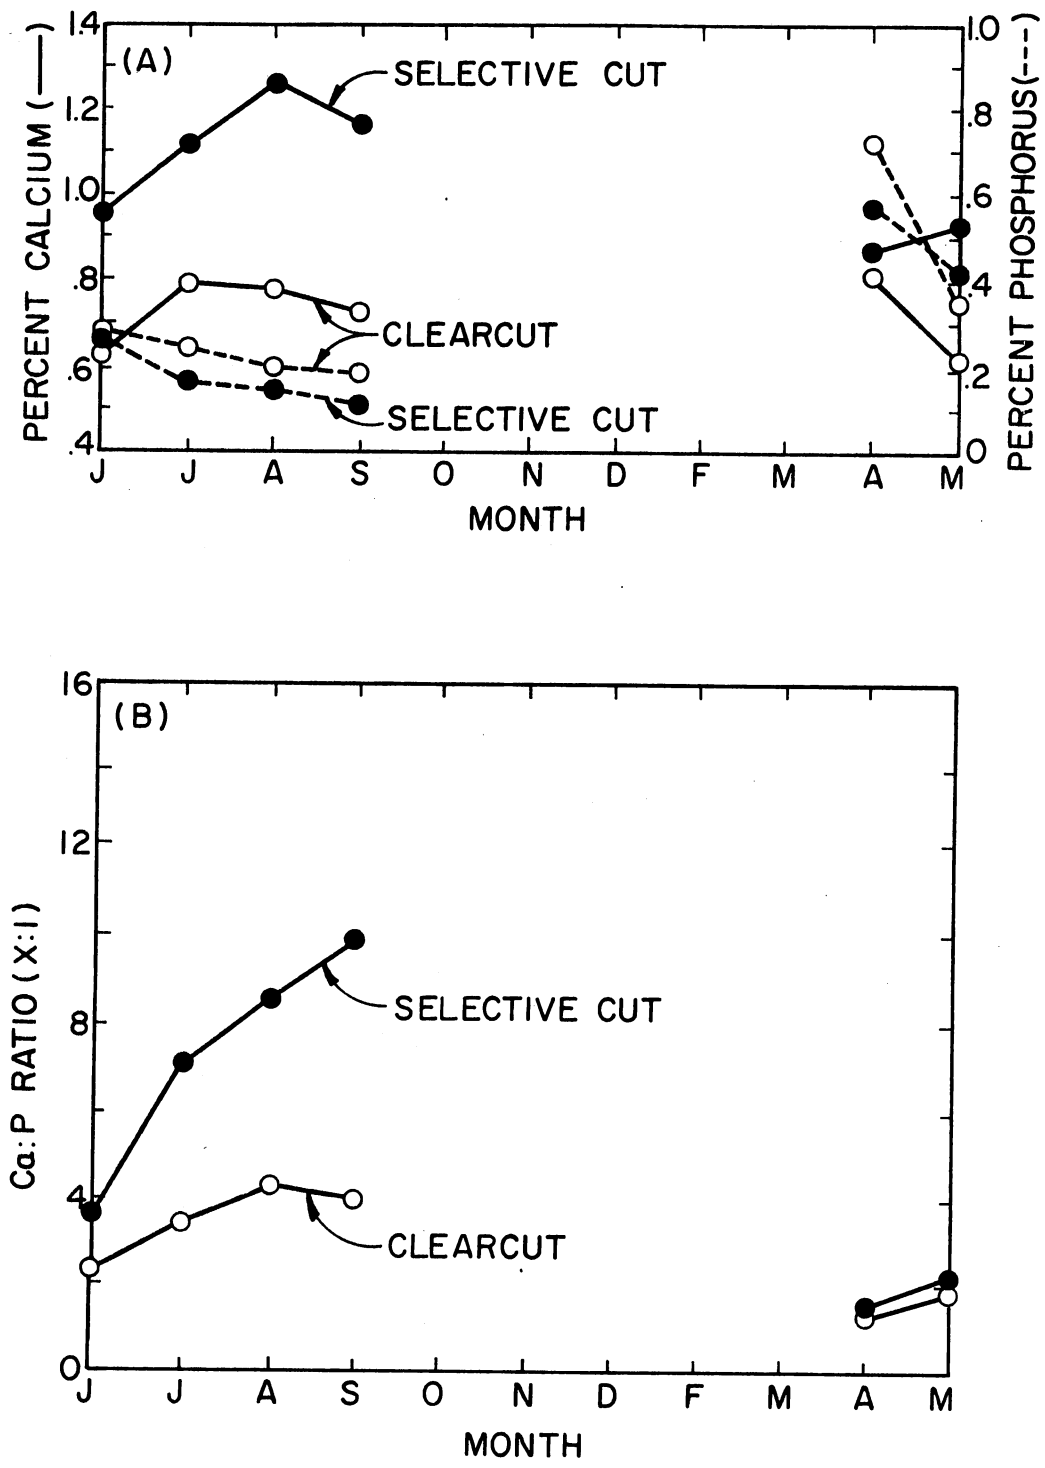 PERCENT CALCIUM (——)
1.4
1.2
1.0
.8
.6
.4
(A)
SELECTIVE CUT
CLEARCUT
SELECTIVE CUT
1.0
.8
.6
.4
.2
0
PERCENT PHOSPHORUS (---)
J J A S O N D F M A M
MONTH
Ca:P RATIO (X:1)
16
12
8
4
0
(B)
SELECTIVE CUT
CLEARCUT
J J A S O N D F M A M
MONTH